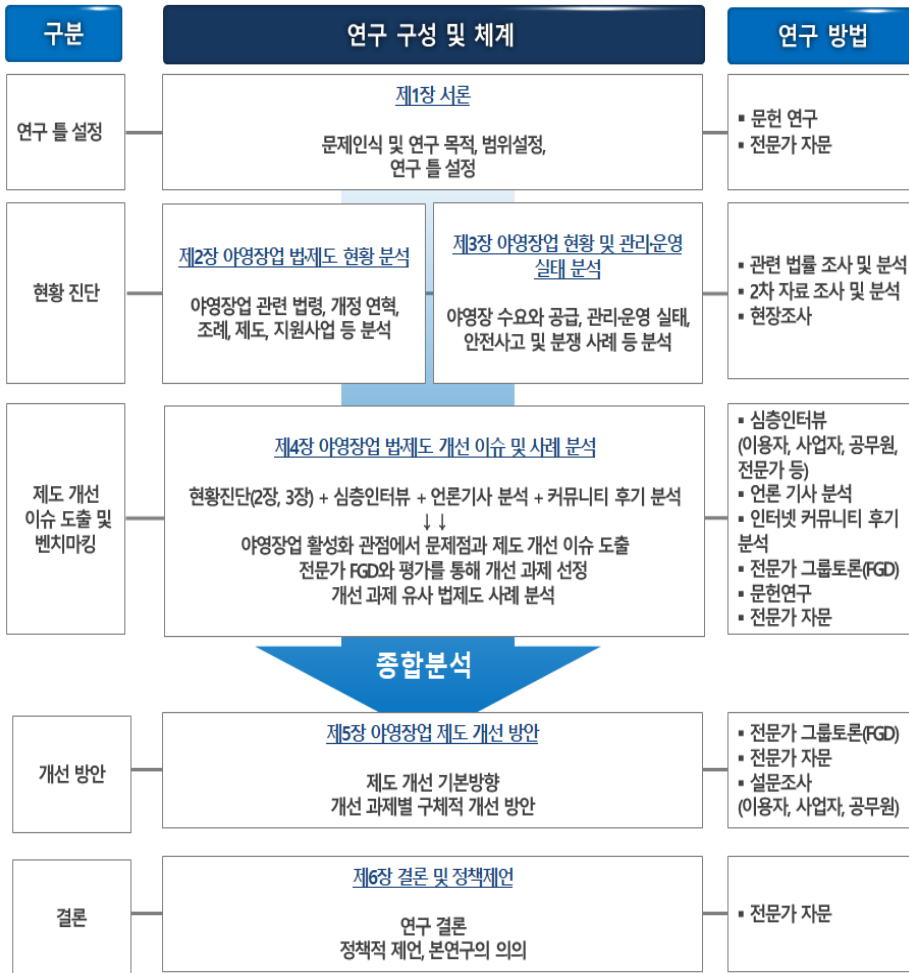 구분
연구 구성 및 체계
연구 방법
연구 틀 설정
제1장 서론
문제인식 및 연구 목적, 범위설정,
연구 틀 설정
▪ 문헌 연구
▪ 전문가 자문
현황 진단
제2장 야영장업 법·제도 현황 분석
야영장업 관련 법령, 개정 연혁,
조례, 제도, 지원사업 등 분석
제3장 야영장업 현황 및 관리·운영
실태 분석
야영장 수요와 공급, 관리·운영 실태,
안전사고 및 분쟁 사례 등 분석
▪ 관련 법률 조사 및 분석
▪ 2차 자료 조사 및 분석
▪ 현장조사
제도 개선
이슈 도출 및
벤치마킹
제4장 야영장업 법·제도 개선 이슈 및 사례 분석
현황진단(2장, 3장) + 심층인터뷰 + 언론기사 분석 + 커뮤니티 후기 분석
↓↓
야영장업 활성화 관점에서 문제점과 제도 개선 이슈 도출
전문가 FGD와 평가를 통해 개선 과제 선정
개선 과제 유사 법·제도 사례 분석
▪ 심층인터뷰
(이용자, 사업자, 공무원,
전문가 등)
▪ 언론 기사 분석
▪ 인터넷 커뮤니티 후기
분석
▪ 전문가 그룹토론(FGD)
▪ 문헌연구
▪ 전문가 자문
종합분석
개선 방안
제5장 야영장업 제도 개선 방안
제도 개선 기본방향
개선 과제별 구체적 개선 방안
▪ 전문가 그룹토론(FGD)
▪ 전문가 자문
▪ 설문조사
(이용자, 사업자, 공무원)
결론
제6장 결론 및 정책제언
연구 결론
정책적 제언, 본연구의 의의
▪ 전문가 자문